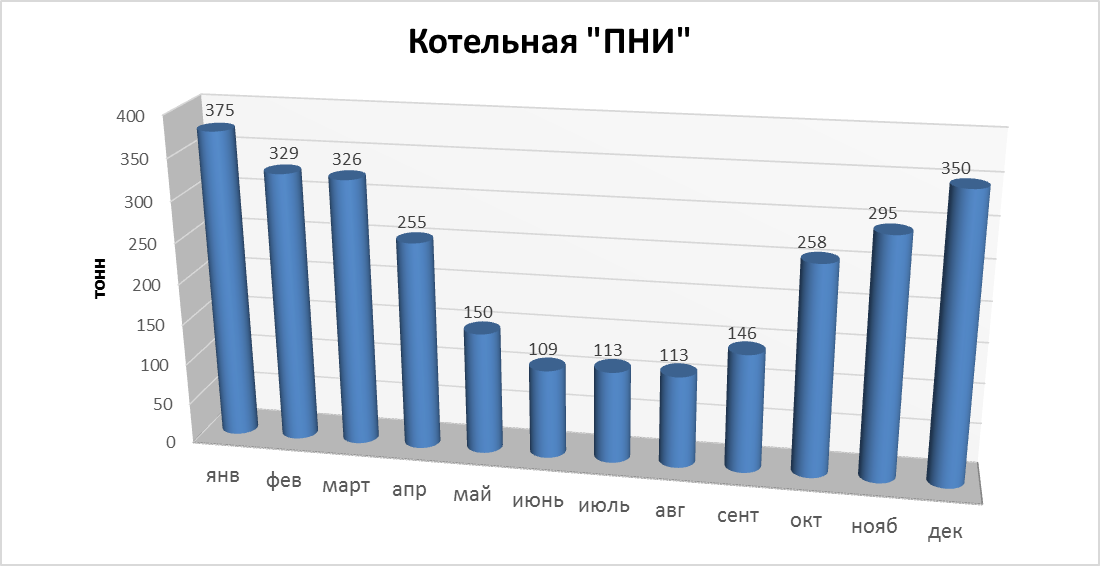 Котельная "ПНИ"
тонн
400
350
300
250
200
150
100
50
0
375
329
326
255
150
109
113
113
146
258
295
350
янв
фев
март
апр
май
июнь
июль
авг
сент
окт
нояб
дек